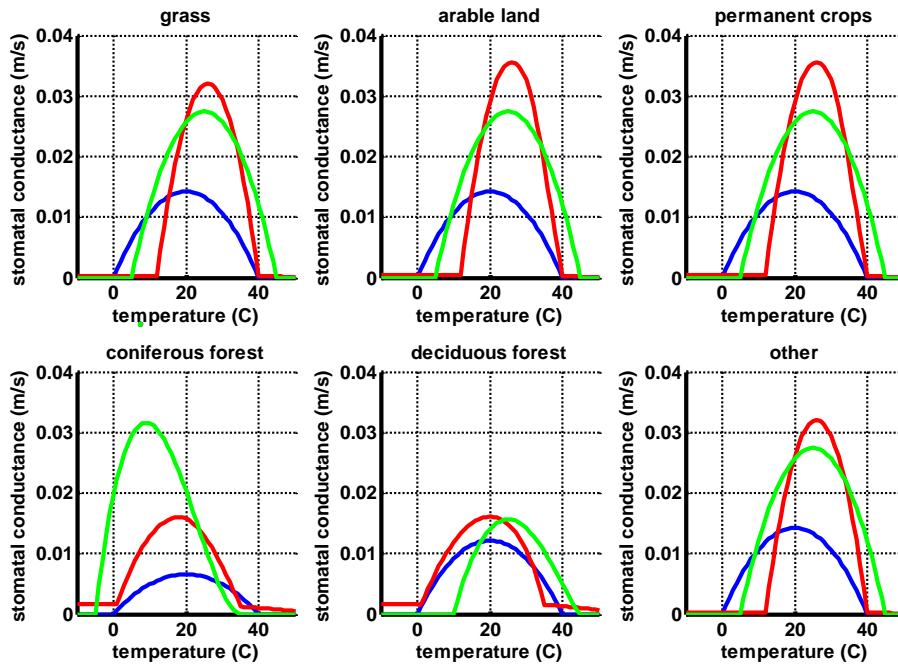 grass
stomatal conductance (m/s)
0.04
0.03
0.02
0.01
0
0 20 40
temperature (C)
arable land
stomatal conductance (m/s)
0.04
0.03
0.02
0.01
0
0 20 40
temperature (C)
permanent crops
stomatal conductance (m/s)
0.04
0.03
0.02
0.01
0
0 20 40
temperature (C)
coniferous forest
stomatal conductance (m/s)
0.04
0.03
0.02
0.01
0
0 20 40
temperature (C)
deciduous forest
stomatal conductance (m/s)
0.04
0.03
0.02
0.01
0
0 20 40
temperature (C)
other
stomatal conductance (m/s)
0.04
0.03
0.02
0.01
0
0 20 40
temperature (C)